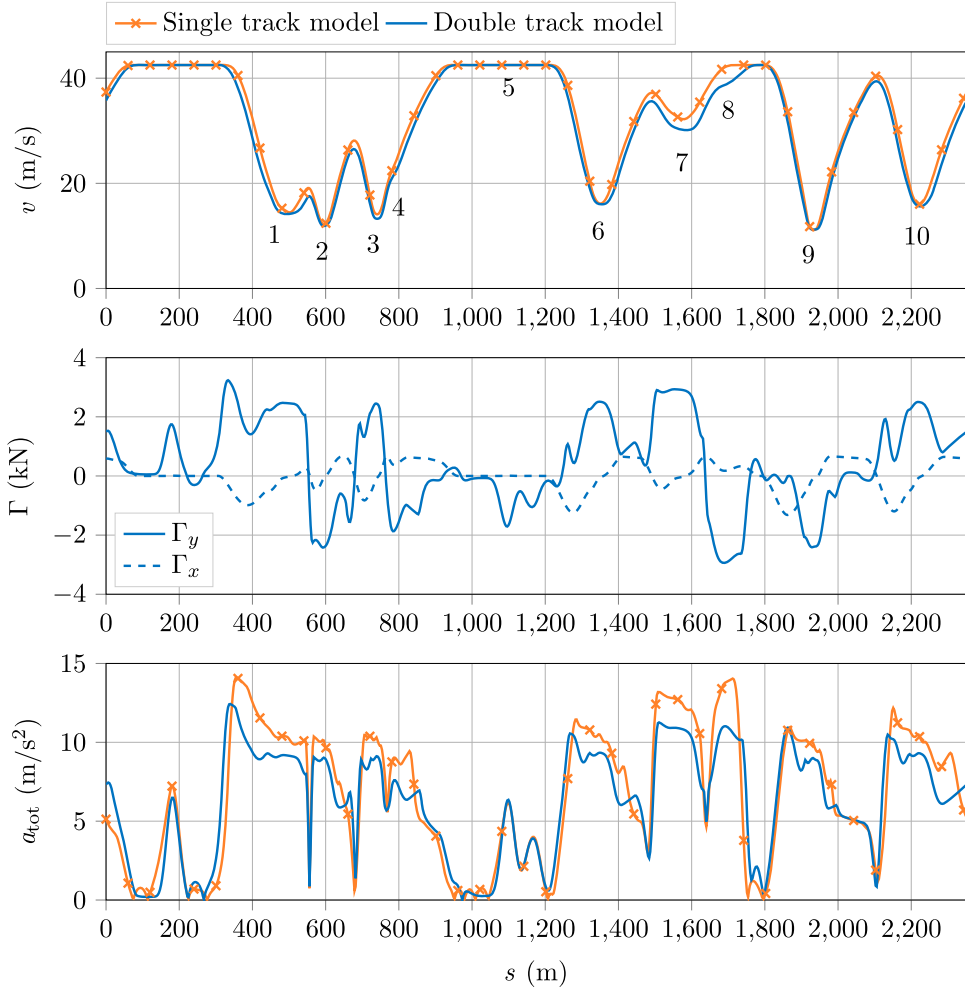 Single track model Double track model
40
20
0
v (m/s)
1 2 3 4 5 6 7 8 9 10
0 200 400 600 800 1,000 1,200 1,400 1,600 1,800 2,000 2,200
4
2
0
−2
−4
Γ (kN)
Γ_y
Γ_x
0 200 400 600 800 1,000 1,200 1,400 1,600 1,800 2,000 2,200
15
10
5
0
a_tot (m/s²)
0 200 400 600 800 1,000 1,200 1,400 1,600 1,800 2,000 2,200
s (m)